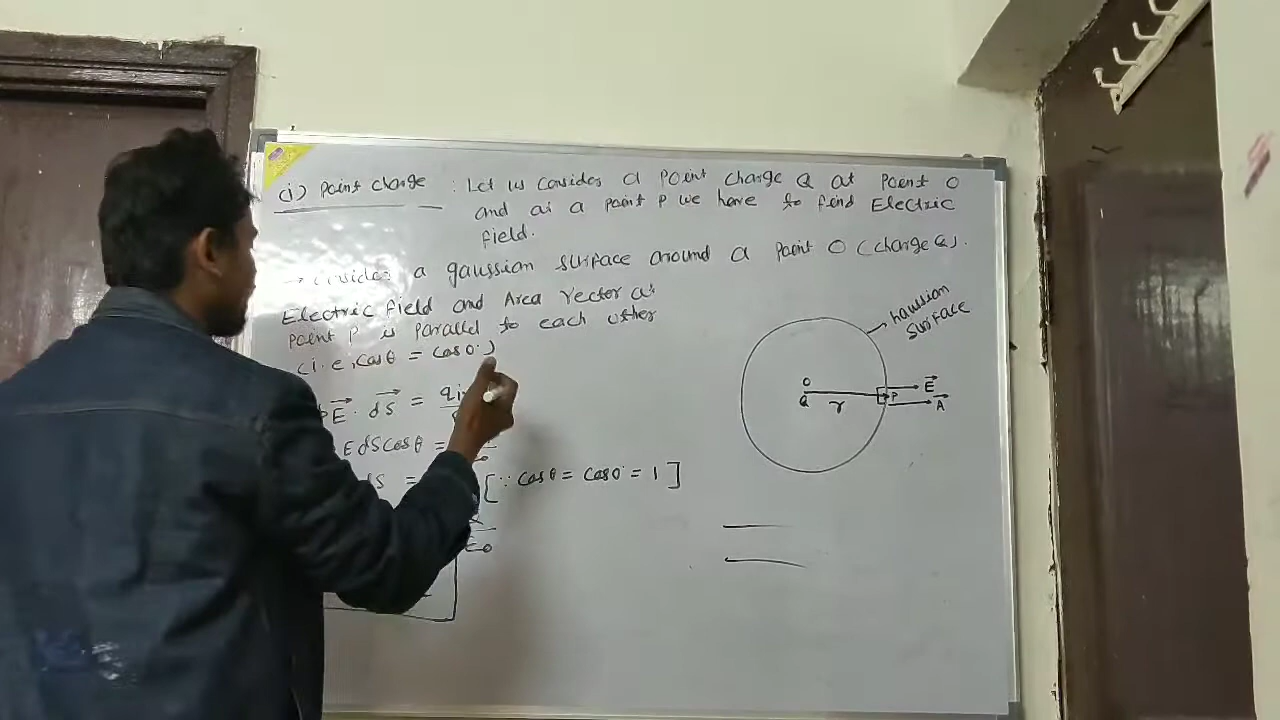 (i) Point charge : Let us consider a point charge Q at point O
and at a point P we have to find Electric
field.
→ Consider a gaussian surface around a point O (charge Q).
Electric field and Area Vector at
point P is parallel to each other
(i.e, cosθ = cos0°)
E⃗. dS⃗ =
E dS cosθ =
dS = [∵ cosθ = cos0° = 1]
Gaussian
Surface
O
Q
r
P
E⃗
A⃗